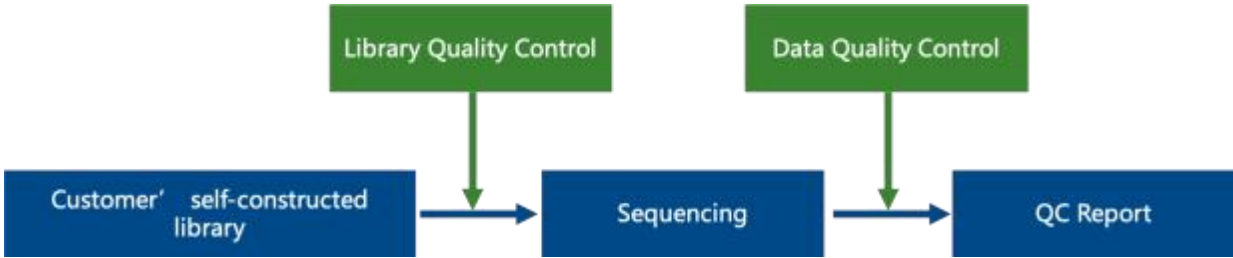 Library Quality Control
Data Quality Control
Customer’ self-constructed
library
Sequencing
QC Report